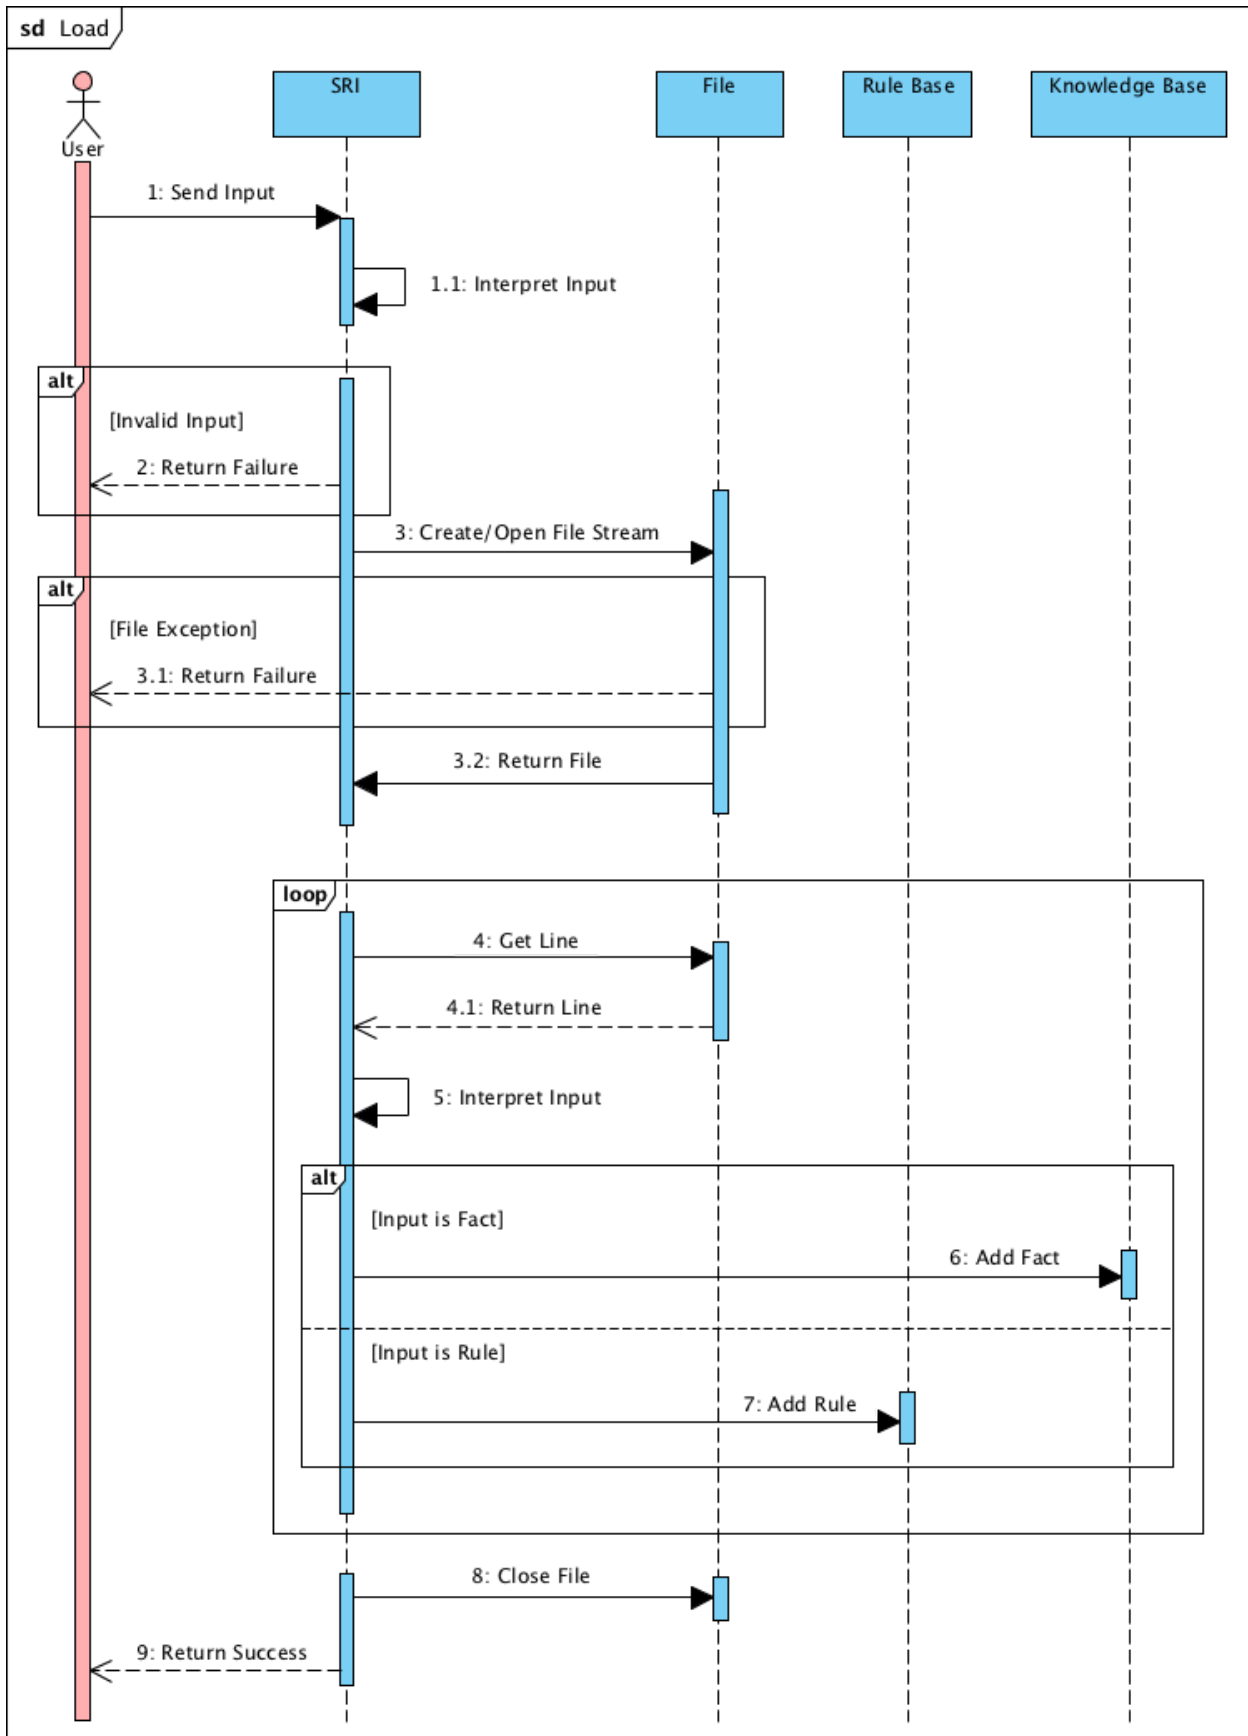 sd Load
User
SRI
File
Rule Base
Knowledge Base
1: Send Input
1.1: Interpret Input
alt
[Invalid Input]
2: Return Failure
3: Create/Open File Stream
alt
[File Exception]
3.1: Return Failure
3.2: Return File
loop
4: Get Line
4.1: Return Line
5: Interpret Input
alt
[Input is Fact]
6: Add Fact
[Input is Rule]
7: Add Rule
8: Close File
9: Return Success